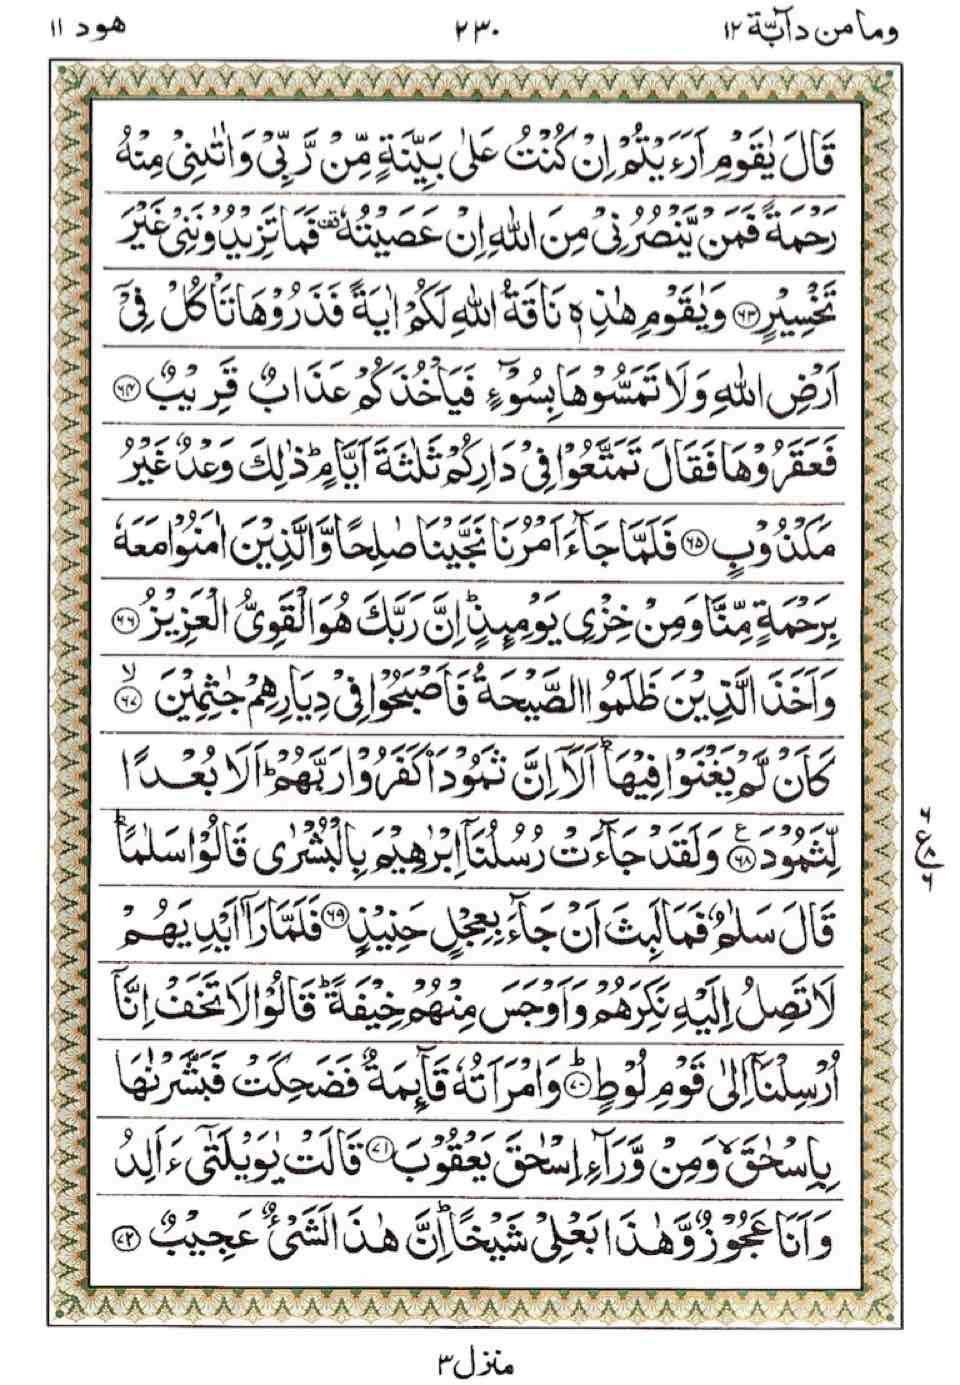 وما من دآبة ١٢
٢٣٠
هود ١١
قَالَ يٰقَوْمِ اَرَءَيْتُمْ اِنْ كُنْتُ عَلٰى بَيِّنَةٍ مِّنْ رَّبِّيْ وَاٰتٰىنِيْ مِنْهُ
رَحْمَةً فَمَنْ يَّنْصُرُنِيْ مِنَ اللّٰهِ اِنْ عَصَيْتُهٗ ۣ فَمَا تَزِيْدُوْنَنِيْ غَيْرَ
تَخْسِيْرٍ ﴿٦٣﴾ وَيٰقَوْمِ هٰذِهٖ نَاقَةُ اللّٰهِ لَكُمْ اٰيَةً فَذَرُوْهَا تَاْكُلْ فِيْۤ
اَرْضِ اللّٰهِ وَلَا تَمَسُّوْهَا بِسُوْٓءٍ فَيَاْخُذَكُمْ عَذَابٌ قَرِيْبٌ ﴿٦٤﴾
فَعَقَرُوْهَا فَقَالَ تَمَتَّعُوْا فِيْ دَارِكُمْ ثَلٰثَةَ اَيَّامٍ ؕ ذٰلِكَ وَعْدٌ غَيْرُ
مَكْذُوْبٍ ﴿٦٥﴾ فَلَمَّا جَآءَ اَمْرُنَا نَجَّيْنَا صٰلِحًا وَّالَّذِيْنَ اٰمَنُوْا مَعَهٗ
بِرَحْمَةٍ مِّنَّا وَمِنْ خِزْيِ يَوْمِئِذٍ ؕ اِنَّ رَبَّكَ هُوَ الْقَوِيُّ الْعَزِيْزُ ﴿٦٦﴾
وَاَخَذَ الَّذِيْنَ ظَلَمُوا الصَّيْحَةُ فَاَصْبَحُوْا فِيْ دِيَارِهِمْ جٰثِمِيْنَ ﴿٦٧﴾ ۙ
كَاَنْ لَّمْ يَغْنَوْا فِيْهَا ؕ اَلَاۤ اِنَّ ثَمُوْدَا۟ كَفَرُوْا رَبَّهُمْ ؕ اَلَا بُعْدًا
لِّثَمُوْدَ ﴿٦٨﴾ ع وَلَقَدْ جَآءَتْ رُسُلُنَاۤ اِبْرٰهِيْمَ بِالْبُشْرٰى قَالُوْا سَلٰمًا ؕ
٦ ع ٨ ٦
قَالَ سَلٰمٌ فَمَا لَبِثَ اَنْ جَآءَ بِعِجْلٍ حَنِيْذٍ ﴿٦٩﴾ فَلَمَّا رَاٰۤ اَيْدِيَهُمْ
لَا تَصِلُ اِلَيْهِ نَكِرَهُمْ وَاَوْجَسَ مِنْهُمْ خِيْفَةً ؕ قَالُوْا لَا تَخَفْ اِنَّاۤ
اُرْسِلْنَاۤ اِلٰى قَوْمِ لُوْطٍ ﴿٧٠﴾ ؕ وَامْرَاَتُهٗ قَآئِمَةٌ فَضَحِكَتْ فَبَشَّرْنٰهَا
بِاِسْحٰقَ ۙ وَمِنْ وَّرَآءِ اِسْحٰقَ يَعْقُوْبَ ﴿٧١﴾ قَالَتْ يٰوَيْلَتٰٓى ءَاَلِدُ
وَاَنَا عَجُوْزٌ وَّهٰذَا بَعْلِيْ شَيْخًا ؕ اِنَّ هٰذَا لَشَيْءٌ عَجِيْبٌ ﴿٧٢﴾
منزل ٣